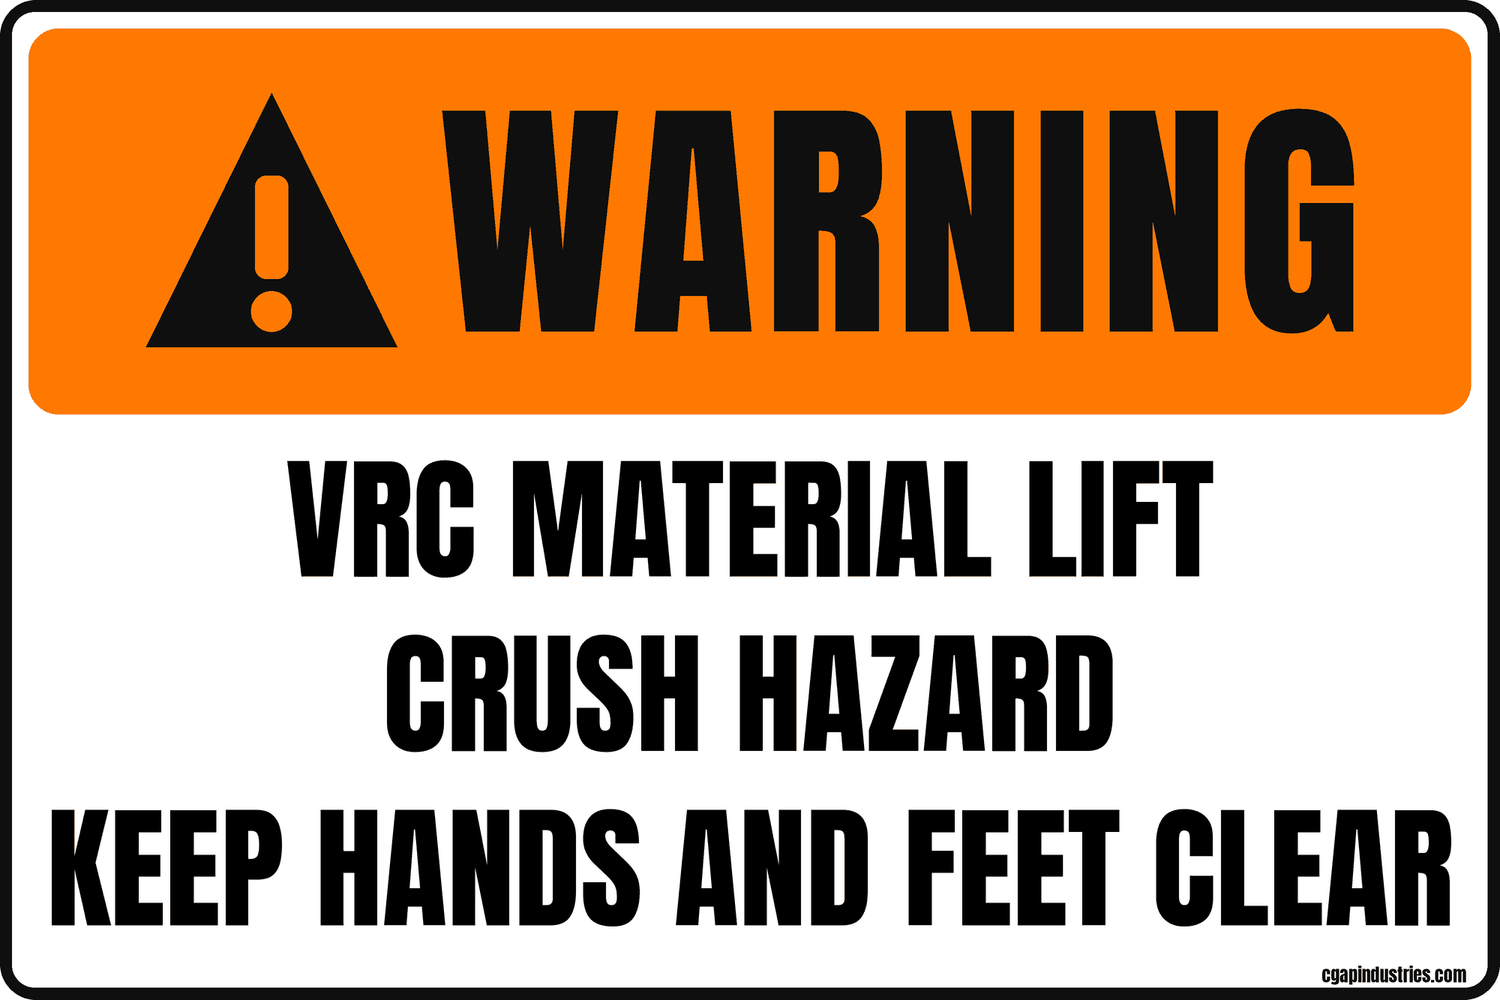 WARNING
VRC MATERIAL LIFT
CRUSH HAZARD
KEEP HANDS AND FEET CLEAR
cgapindustries.com